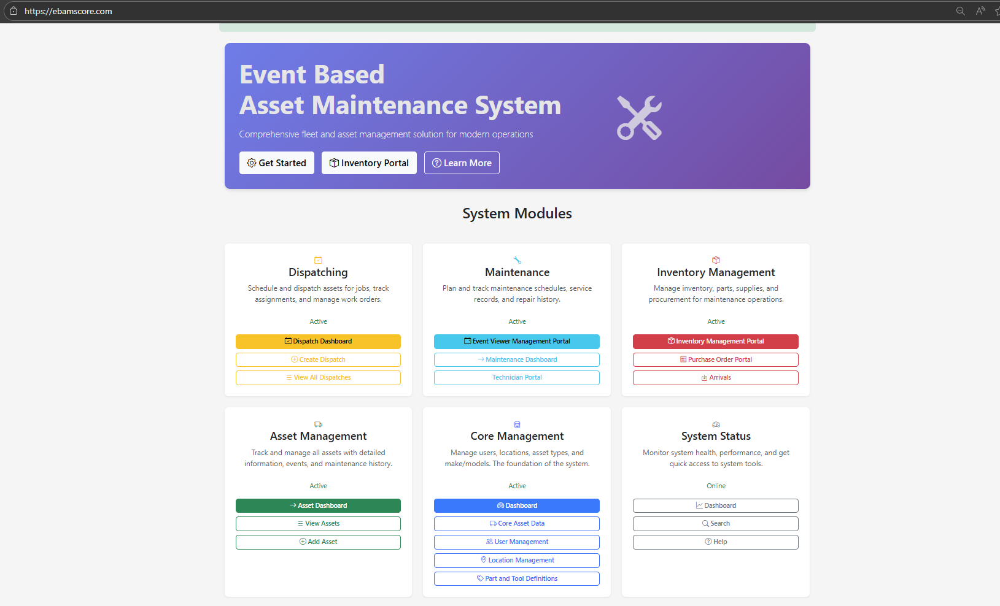 https://ebamscore.com
Event Based
Asset Maintenance System
Comprehensive fleet and asset management solution for modern operations
Get Started
Inventory Portal
Learn More
System Modules
Dispatching
Schedule and dispatch assets for jobs, track
assignments, and manage work orders.
Active
Dispatch Dashboard
Create Dispatch
View All Dispatches
Maintenance
Plan and track maintenance schedules, service
records, and repair history.
Active
Event Viewer Management Portal
Maintenance Dashboard
Technician Portal
Inventory Management
Manage inventory, parts, supplies, and
procurement for maintenance operations.
Active
Inventory Management Portal
Purchase Order Portal
Arrivals
Asset Management
Track and manage all assets with detailed
information, events, and maintenance history.
Active
Asset Dashboard
View Assets
Add Asset
Core Management
Manage users, locations, asset types, and
make/models. The foundation of the system.
Active
Dashboard
Core Asset Data
User Management
Location Management
Part and Tool Definitions
System Status
Monitor system health, performance, and get
quick access to system tools.
Online
Dashboard
Search
Help